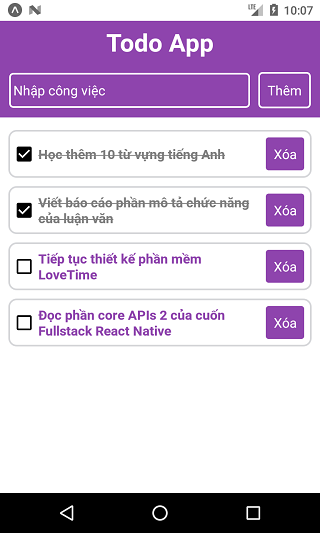 LTE 10:07
Todo App
Nhập công việc Thêm
Học thêm 10 từ vựng tiếng Anh Xóa
Viết báo cáo phần mô tả chức năng
của luận văn Xóa
Tiếp tục thiết kế phần mềm
LoveTime Xóa
Đọc phần core APIs 2 của cuốn
Fullstack React Native Xóa